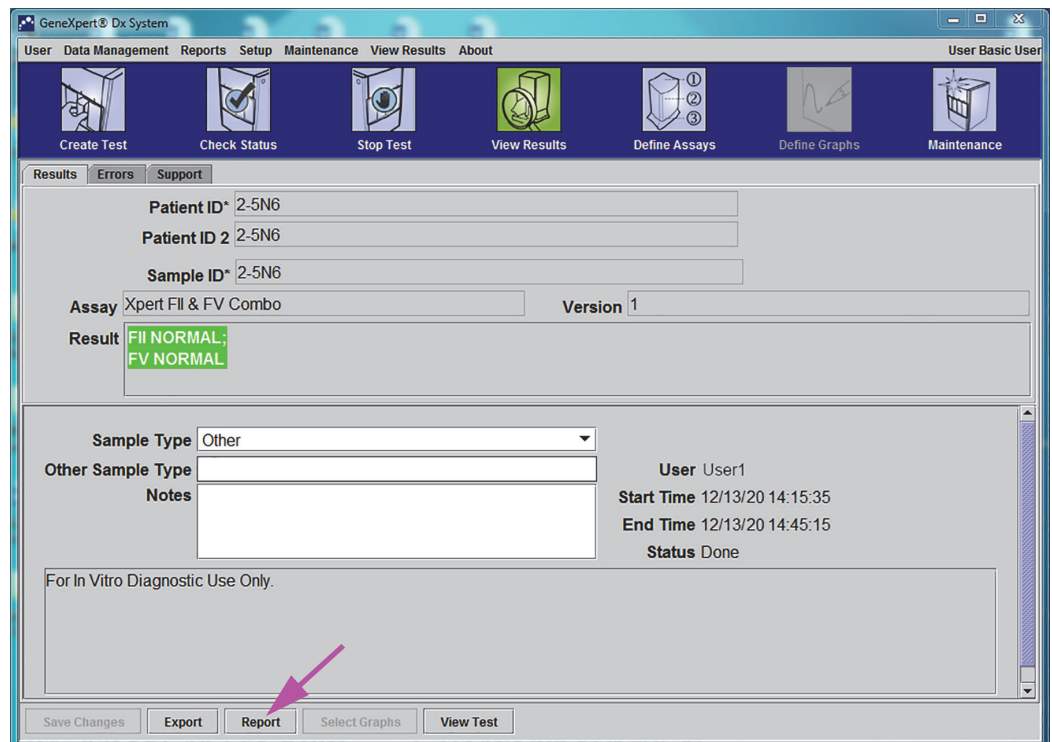 GeneXpert® Dx System
User Data Management Reports Setup Maintenance View Results About User Basic User
① ② ③
Create Test Check Status Stop Test View Results Define Assays Define Graphs Maintenance
Results Errors Support
Patient ID* 2-5N6
Patient ID 2 2-5N6
Sample ID* 2-5N6
Assay Xpert FII & FV Combo Version 1
Result FII NORMAL;
FV NORMAL
Sample Type Other
Other Sample Type User User1
Notes Start Time 12/13/20 14:15:35
End Time 12/13/20 14:45:15
Status Done
For In Vitro Diagnostic Use Only.
Save Changes Export Report Select Graphs View Test